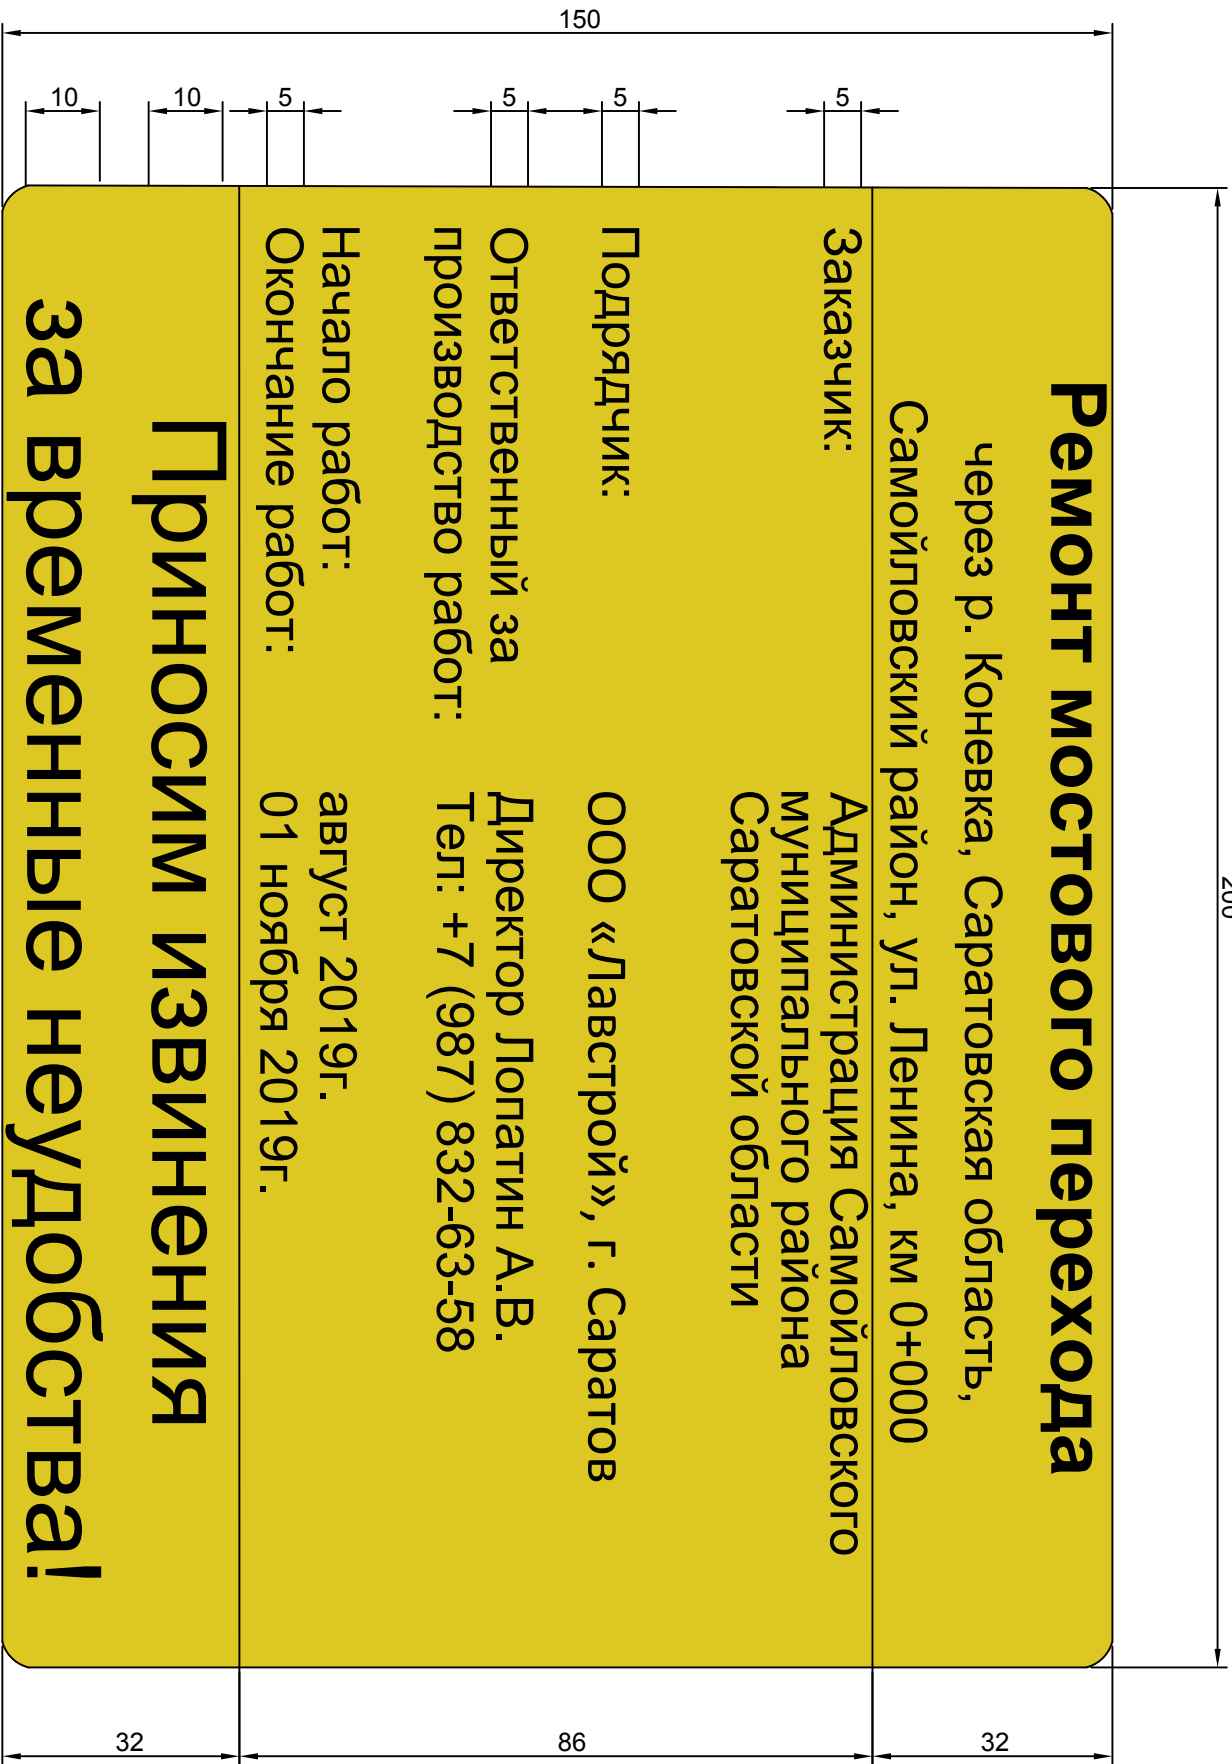 Ремонт мостового перехода
через р. Коневка, Саратовская область,
Самойловский район, ул. Ленина, км 0+000
Заказчик:
Администрация Самойловского
муниципального района
Саратовской области
Подрядчик:
ООО «Лавстрой», г. Саратов
Ответственный за
производство работ:
Директор Лопатин А.В.
Тел: +7 (987) 832-63-58
Начало работ:
август 2019г.
Окончание работ:
01 ноября 2019г.
Приносим извинения
за временные неудобства!
150
10
10
5
5
5
5
200
32
86
32